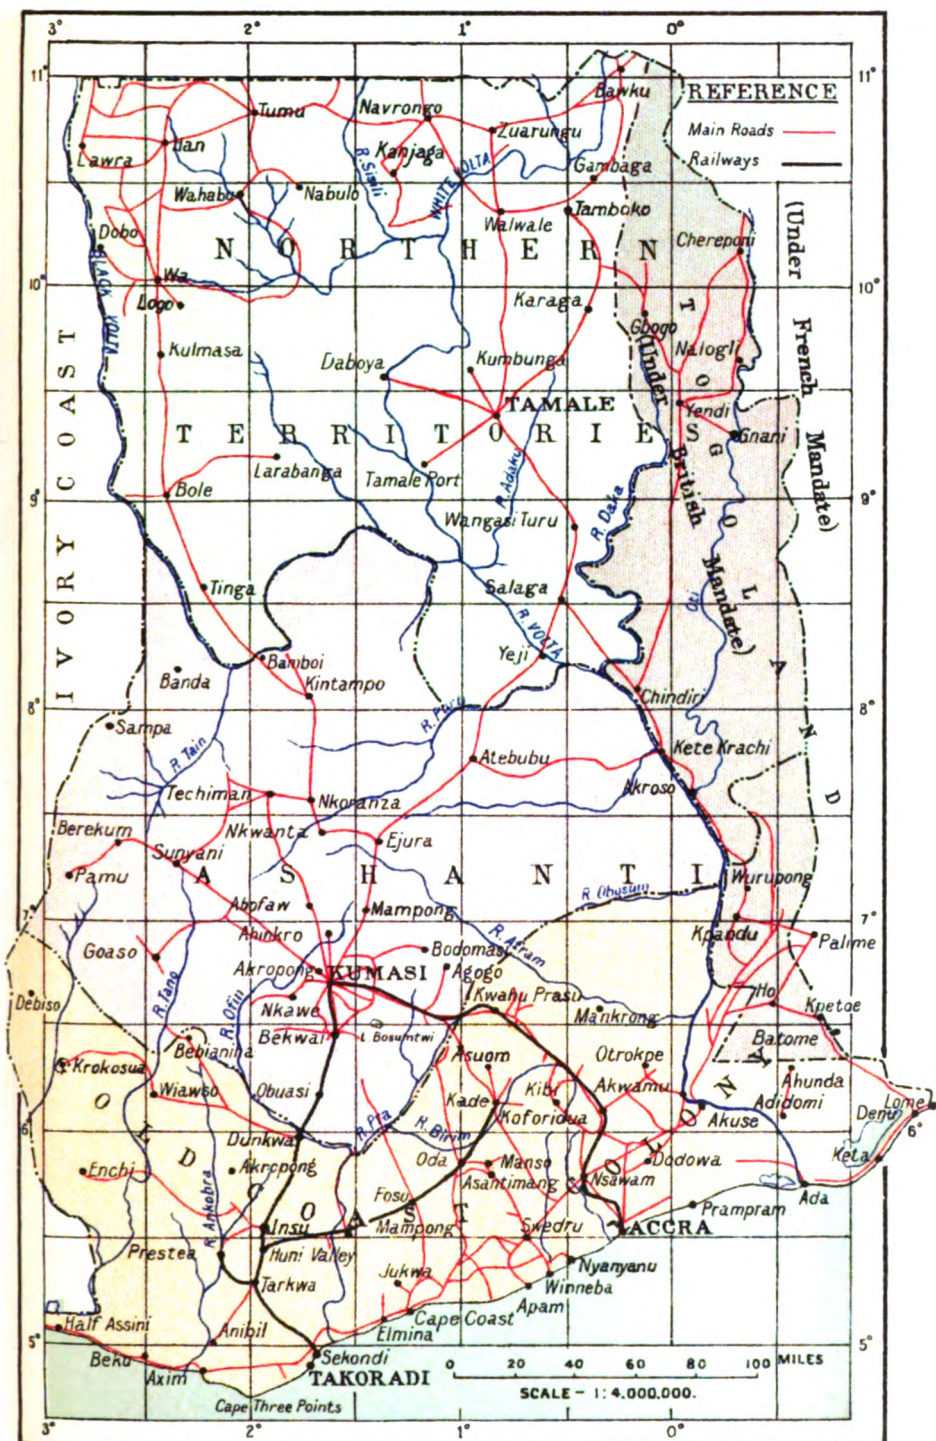 3° 2° 1° 0°
11° 11°
REFERENCE
Main Roads
Railways
Bawku
Tumu
Navrongo
Zuarungu
Lawra
Jan
Kanjaga
R. Sisili
WHITE VOLTA
Gambaga
Wahabu
Nabulo
Walwale
Tamboko
Dobo
Chereponi
NORTHERN
BLACK VOLTA
Wa
10° 10°
Logo
Karaga
Gbogo
Kulmasa
Daboya
Kumbunga
Nalogli
TAMALE
Yendi
TERRITORIES
Gnani
Larabanga
Tamale Port
R. Adaku
Bole
9° 9°
Wangasi Turu
R. Daka
IVORY COAST
TOGOLAND
(Under British Mandate)
(Under French Mandate)
Tinga
Salaga
Oti
R. VOLTA
Yeji
Bamboi
Banda
Kintampo
Chindiri
8° 8°
Sampa
R. Tain
R. Pru
Atebubu
Kete Krachi
Techiman
Nkoranza
Akroso
Berekum
Nkwanta
Ejura
Sunyani
Pamu
ASHANTI
Wurupong
R. Obusum
Abofaw
Mampong
7° 7°
Ahinkro
Kpandu
Palime
Goaso
Bodomasi
R. Afram
Akropong
KUMASI
Agogo
Debiso
R. Tano
R. Ofin
Nkawe
Kwahu Prasu
Mankrong
Ho
Kpetoe
Bekwai
L. Bosumtwi
Batome
Bebianiha
Asuom
Otrokpe
Krokosua
Wiawso
Obuasi
Kade
Kibi
Akwamu
Ahunda
Koforidua
Akuse
Adidomi
Lome
Denu
6° 6°
Dunkwa
R. Pra
R. Birim
Keta
Enchi
Akropong
Oda
Manso
Asantimang
Nsawam
Dodowa
Ada
R. Ankobra
Fosu
Prampram
GOLD COAST COLONY
Insu
Mampong
Swedru
ACCRA
Prestea
Huni Valley
Nyanyanu
Tarkwa
Jukwa
Winneba
Apam
Half Assini
Anibil
Cape Coast
Elmina
5° 5°
Beku
Sekondi
Axim
TAKORADI
0 20 40 60 80 100 MILES
SCALE - 1:4.000.000.
Cape Three Points
3° 2° 1° 0°